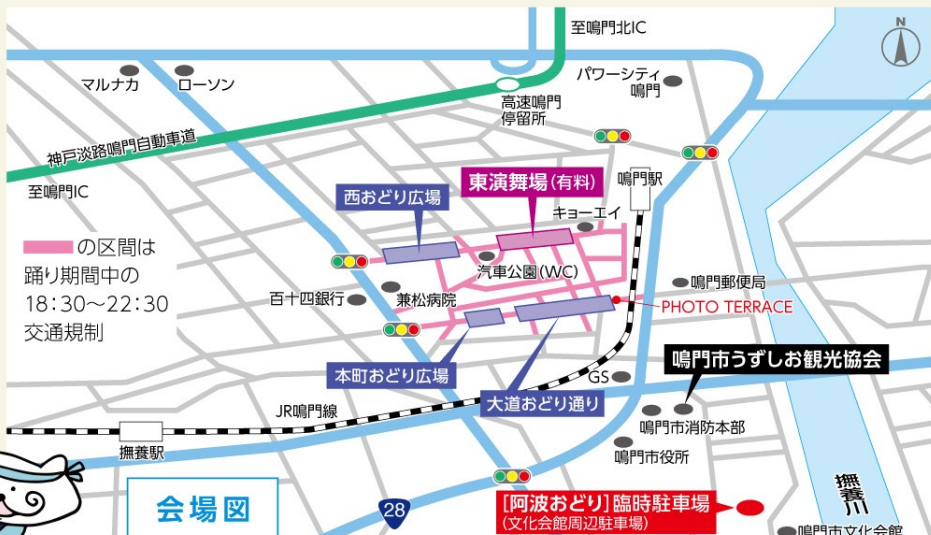 至鳴門北IC
N
マルナカ
ローソン
パワーシティ
鳴門
高速鳴門
停留所
神戸淡路鳴門自動車道
至鳴門IC
東演舞場(有料)
鳴門駅
西おどり広場
キョーエイ
の区間は
踊り期間中の
18:30～22:30
交通規制
汽車公園(WC)
百十四銀行
兼松病院
鳴門郵便局
PHOTO TERRACE
本町おどり広場
大道おどり通り
鳴門市うずしお観光協会
GS
JR鳴門線
撫養駅
鳴門市消防本部
鳴門市役所
会場図
28
[阿波おどり]臨時駐車場
(文化会館周辺駐車場)
撫養川
鳴門市文化会館